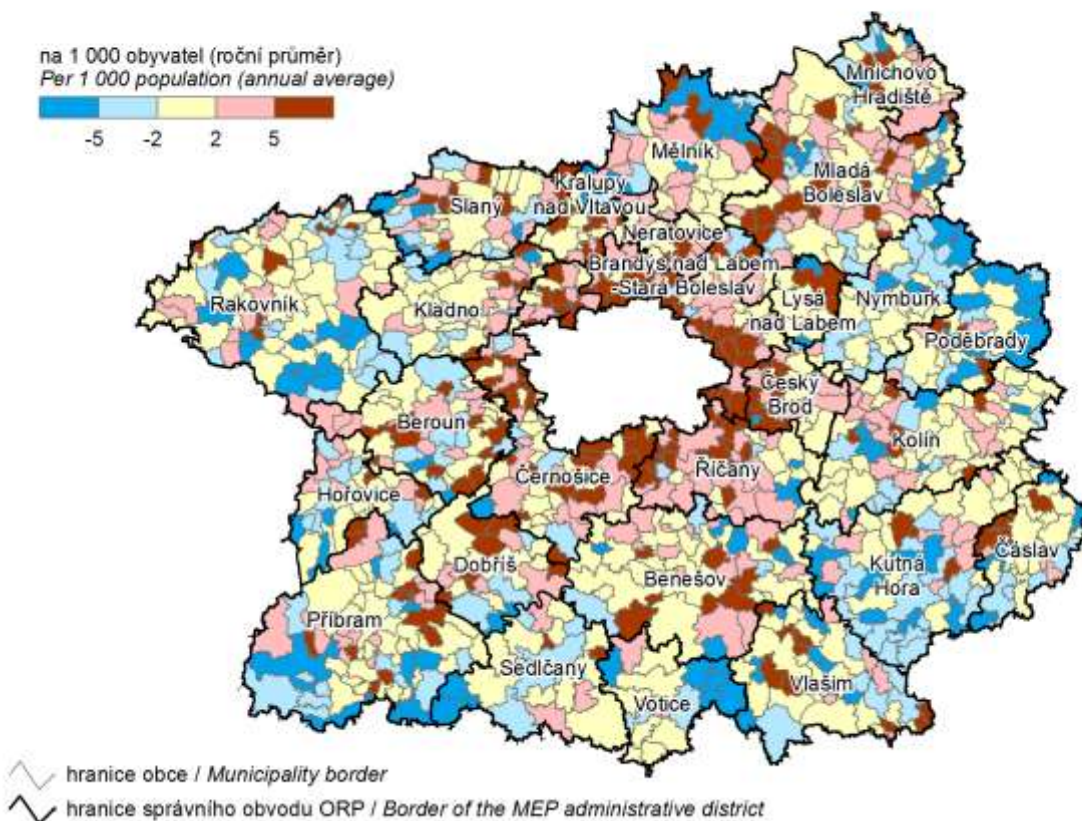 na 1 000 obyvatel (roční průměr)
Per 1 000 population (annual average)
-5 -2 2 5
Mnichovo
Hradiště
Mělník
Mladá
Boleslav
Kralupy
nad Vltavou
Slaný
Neratovice
Brandýs nad Labem
-Stará Boleslav
Rakovník
Kladno
Lysá
nad Labem
Nymburk
Poděbrady
Český
Brod
Beroun
Kolín
Černošice
Říčany
Hořovice
Dobříš
Benešov
Kutná
Hora
Čáslav
Příbram
Sedlčany
Vlašim
Votice
hranice obce / Municipality border
hranice správního obvodu ORP / Border of the MEP administrative district